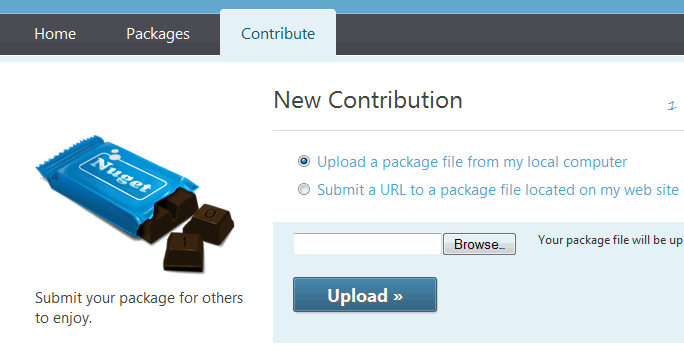 Home Packages Contribute
New Contribution
1
Nuget
Upload a package file from my local computer
Submit a URL to a package file located on my web site
0
1
Browse...
Your package file will be up
Upload »
Submit your package for others
to enjoy.